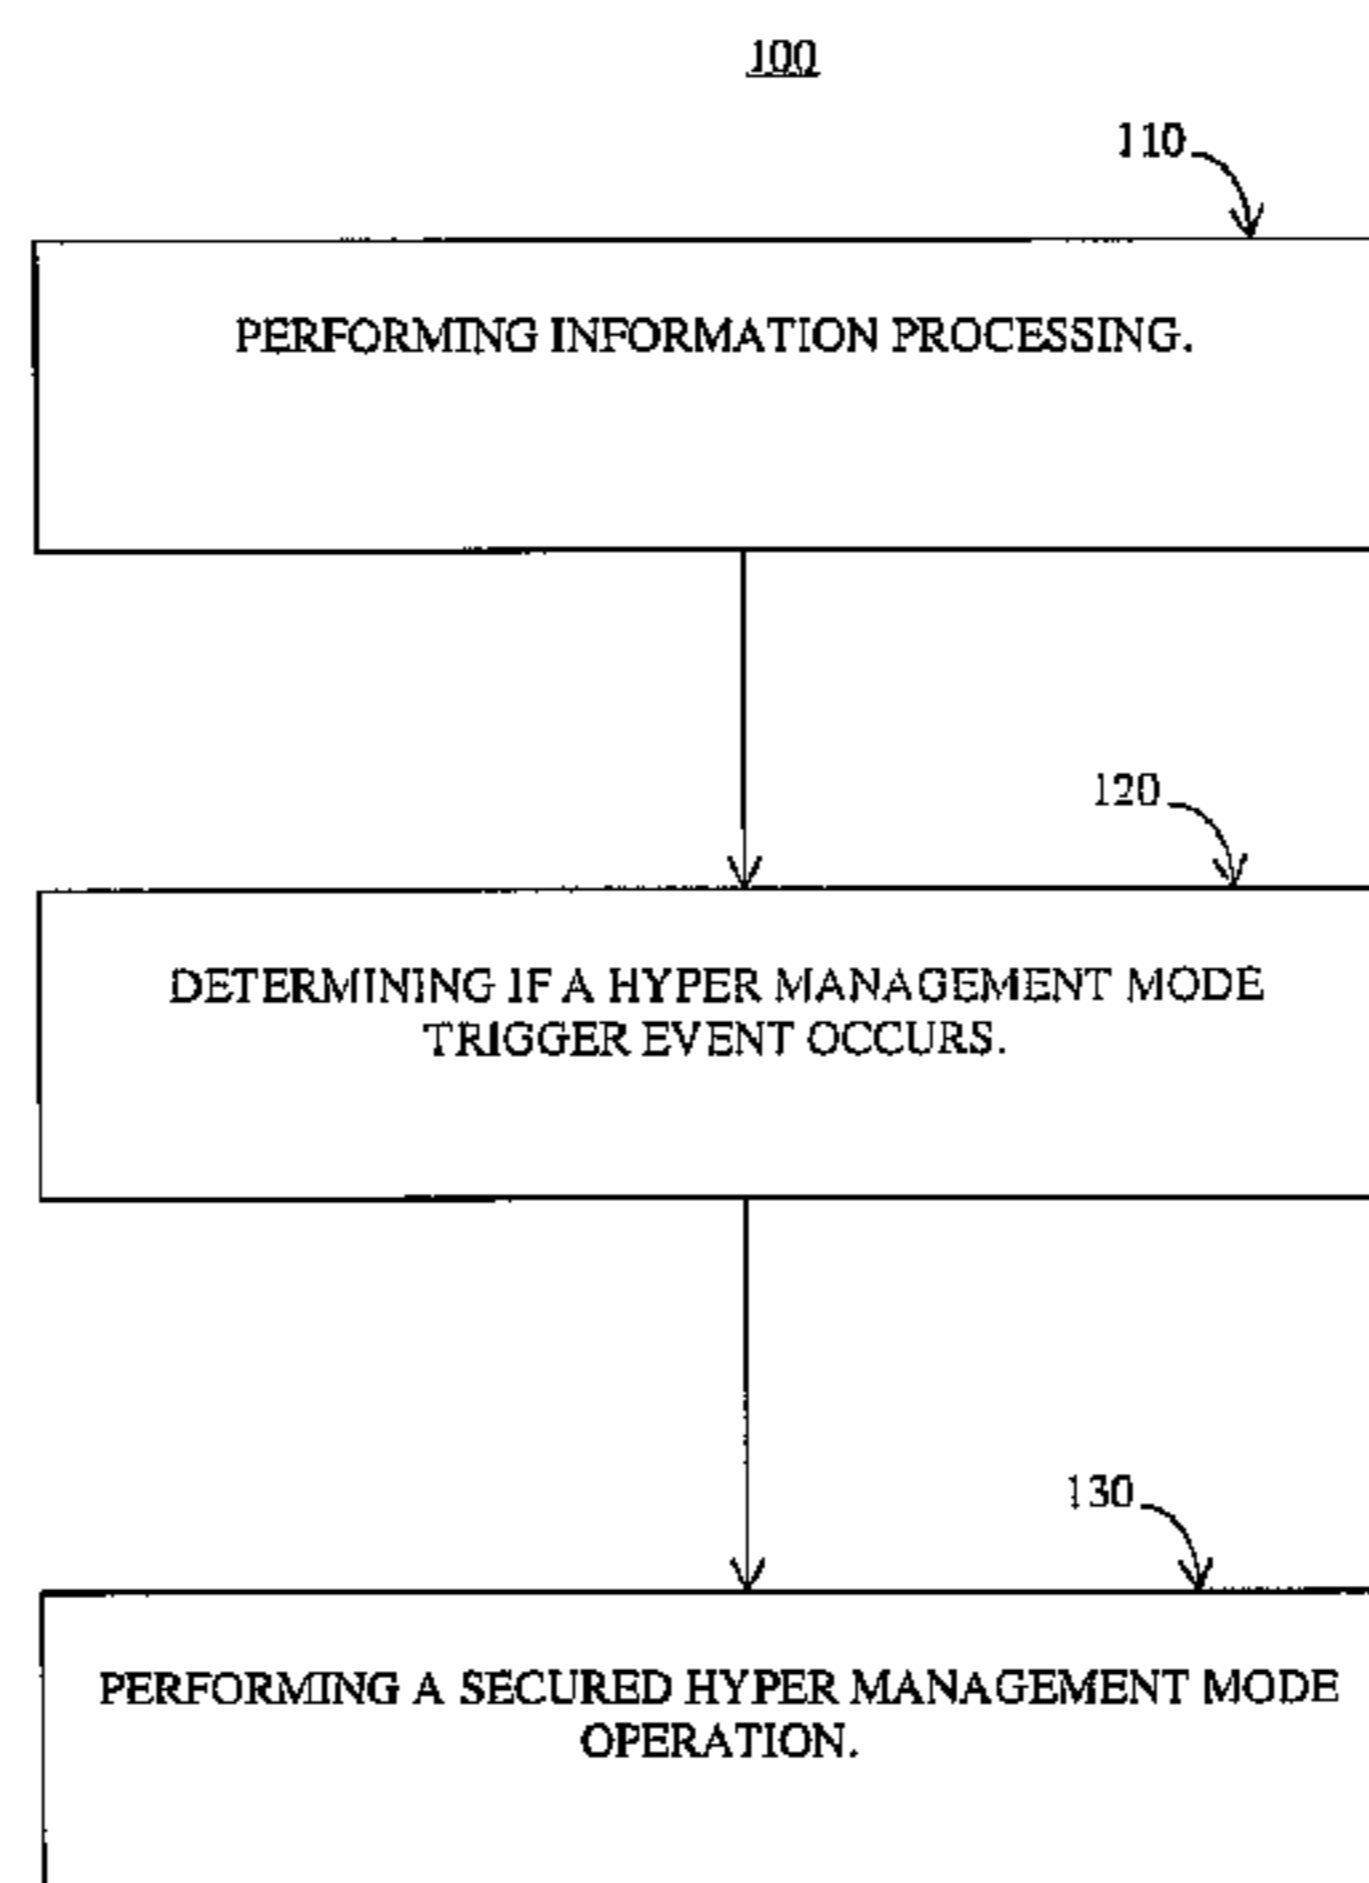 100
110
PERFORMING INFORMATION PROCESSING.
120
DETERMINING IF A HYPER MANAGEMENT MODE
TRIGGER EVENT OCCURS.
130
PERFORMING A SECURED HYPER MANAGEMENT MODE
OPERATION.